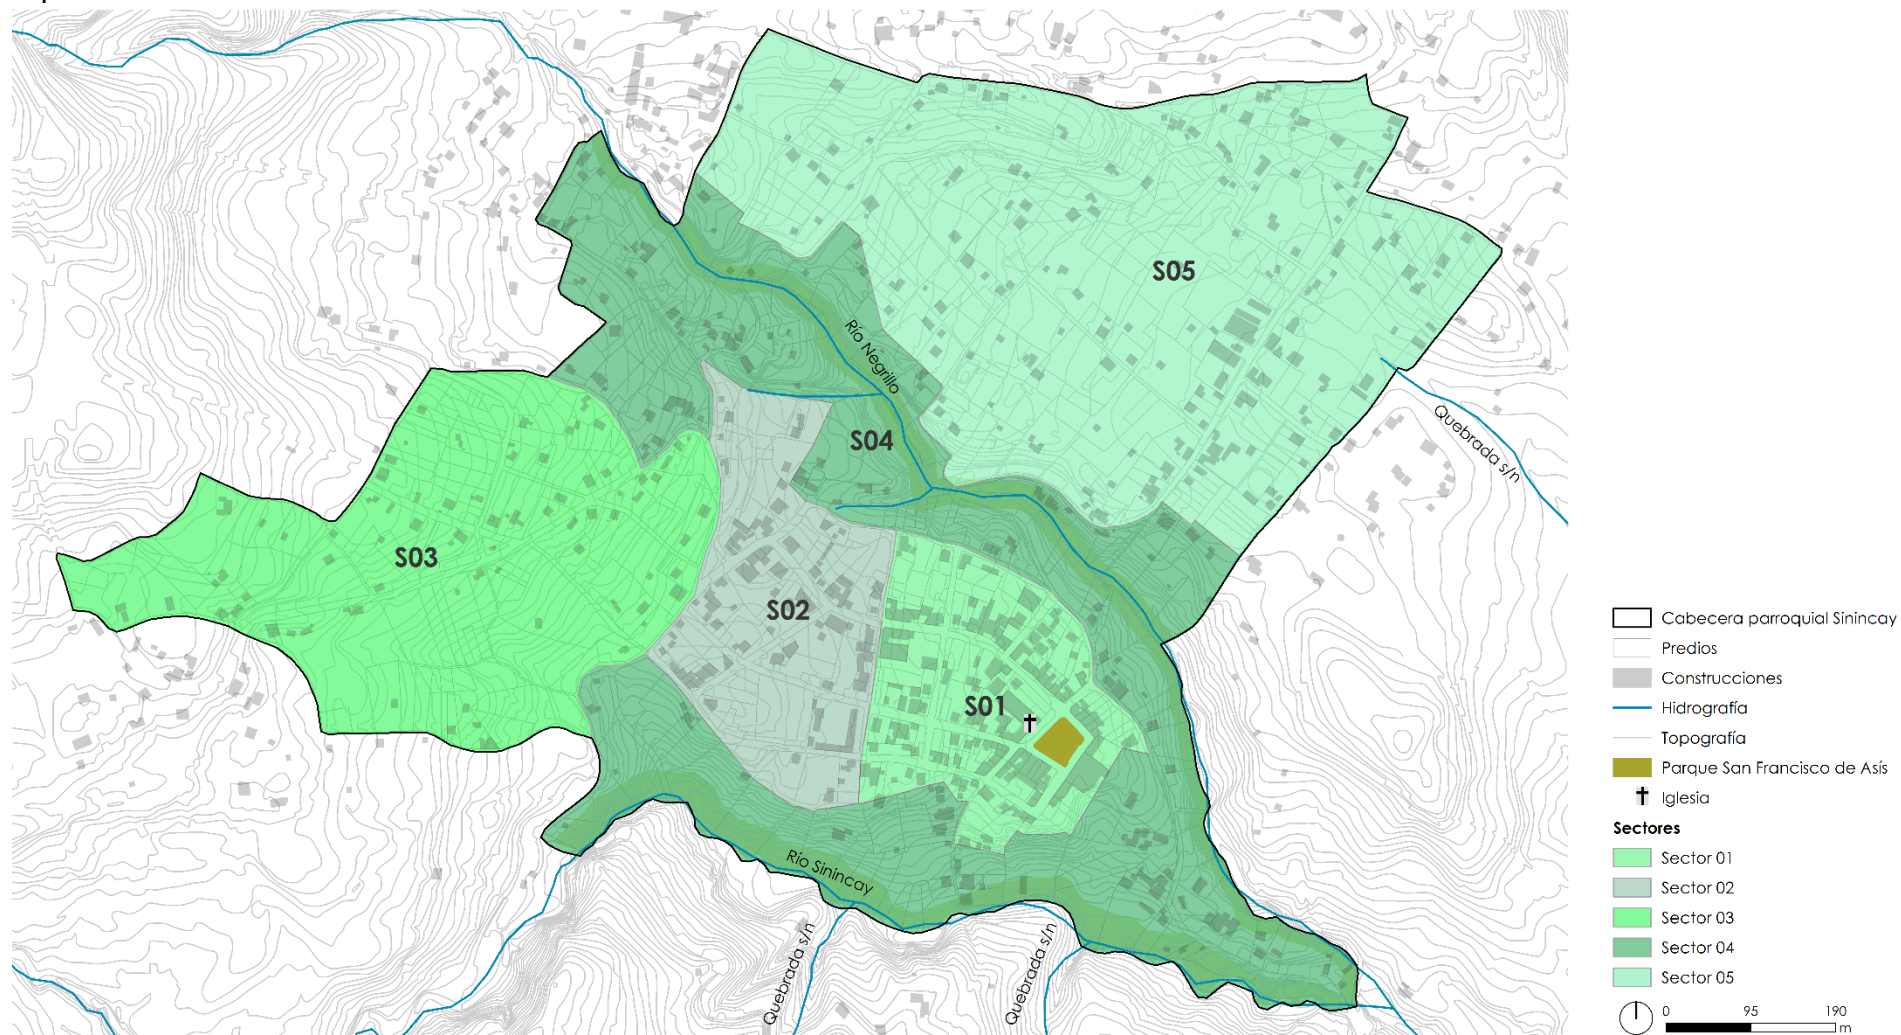 S05
Río Negrillo
Quebrada s/n
S04
S03
S02
S01
Río Sinincay
Quebrada s/n
Quebrada s/n
Cabecera parroquial Sinincay
Predios
Construcciones
Hidrografía
Topografía
Parque San Francisco de Asís
Iglesia
Sectores
Sector 01
Sector 02
Sector 03
Sector 04
Sector 05
0 95 190
m